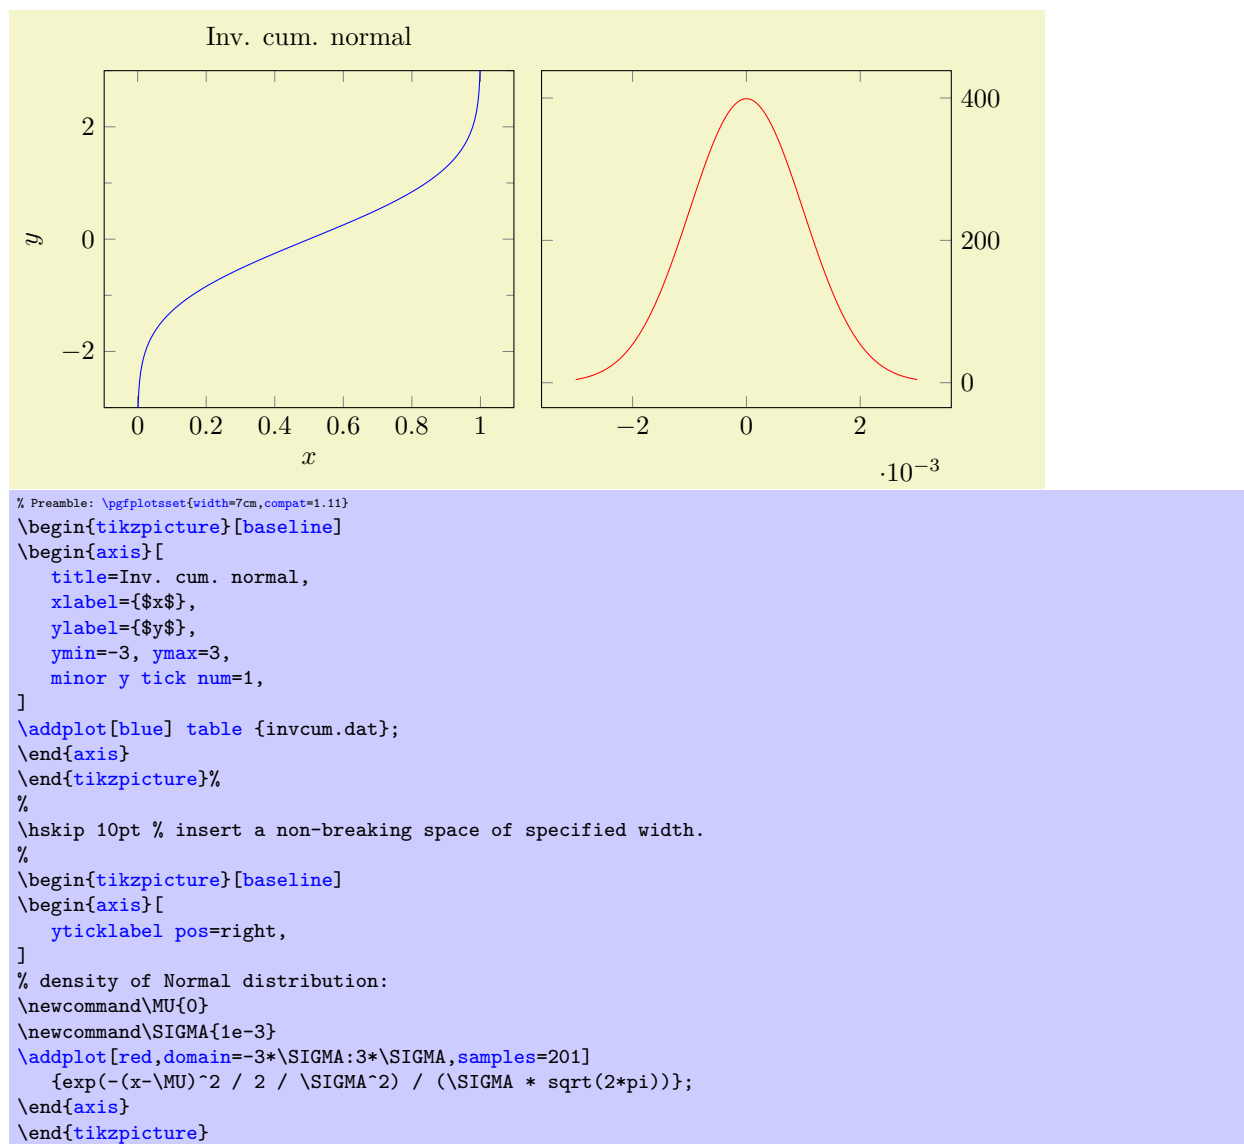 Inv. cum. normal
2
0
−2
y
0 0.2 0.4 0.6 0.8 1
x
400
200
0
−2 0 2
·10−3
% Preamble: \pgfplotsset{width=7cm,compat=1.11}
\begin{tikzpicture}[baseline]
\begin{axis}[
   title=Inv. cum. normal,
   xlabel={$x$},
   ylabel={$y$},
   ymin=-3, ymax=3,
   minor y tick num=1,
]
\addplot[blue] table {invcum.dat};
\end{axis}
\end{tikzpicture}%
%
\hskip 10pt % insert a non-breaking space of specified width.
%
\begin{tikzpicture}[baseline]
\begin{axis}[
   yticklabel pos=right,
]
% density of Normal distribution:
\newcommand\MU{0}
\newcommand\SIGMA{1e-3}
\addplot[red,domain=-3*\SIGMA:3*\SIGMA,samples=201]
   {exp(-(x-\MU)^2 / 2 / \SIGMA^2) / (\SIGMA * sqrt(2*pi))};
\end{axis}
\end{tikzpicture}